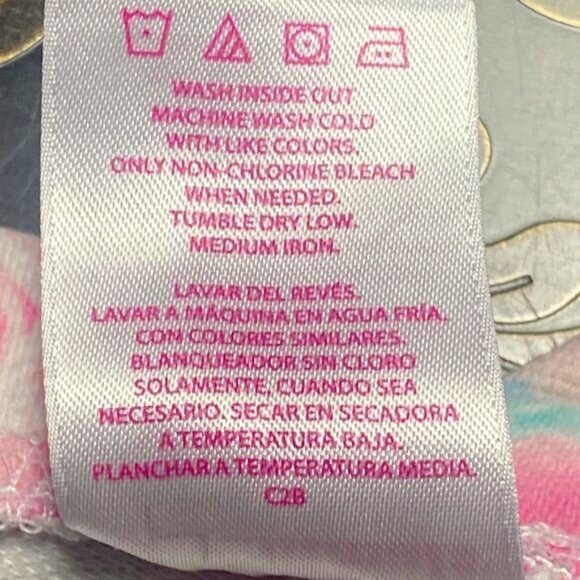 WASH INSIDE OUT
MACHINE WASH COLD
WITH LIKE COLORS.
ONLY NON-CHLORINE BLEACH
WHEN NEEDED.
TUMBLE DRY LOW.
MEDIUM IRON.
LAVAR DEL REVÉS.
LAVAR A MÁQUINA EN AGUA FRÍA.
CON COLORES SIMILARES.
BLANQUEADOR SIN CLORO
SOLAMENTE, CUANDO SEA
NECESARIO. SECAR EN SECADORA
A TEMPERATURA BAJA.
PLANCHAR A TEMPERATURA MEDIA.
C2B